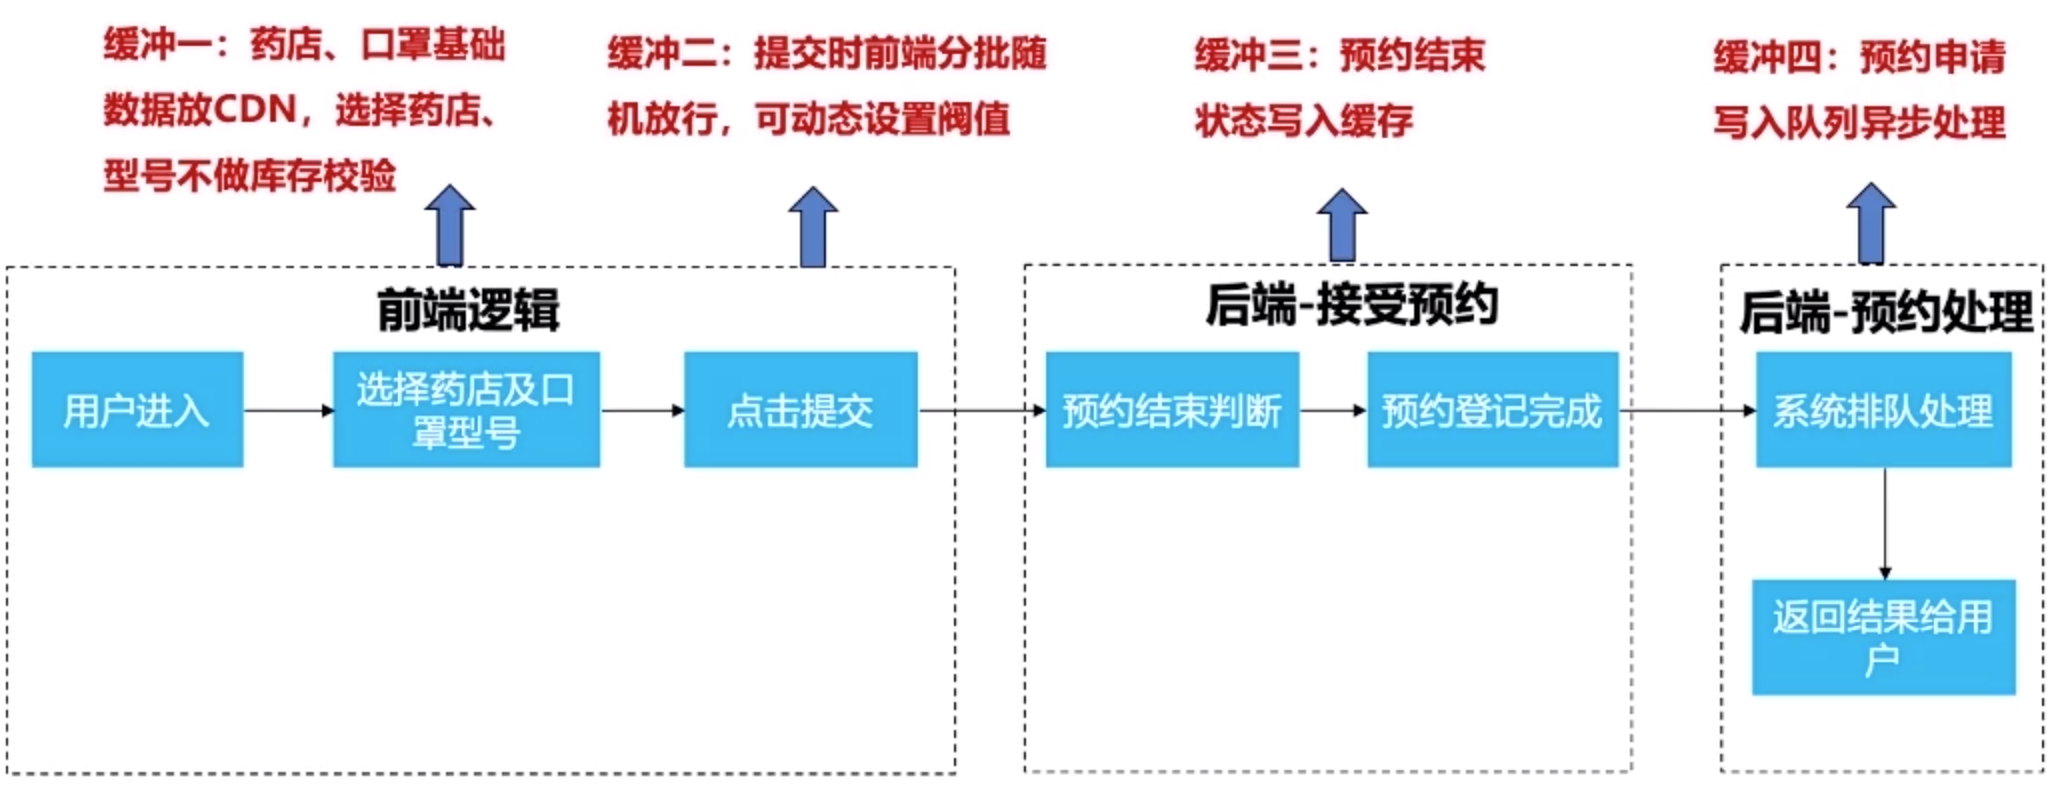 缓冲一：药店、口罩基础
数据放CDN，选择药店、
型号不做库存校验
缓冲二：提交时前端分批随
机放行，可动态设置阀值
缓冲三：预约结束
状态写入缓存
缓冲四：预约申请
写入队列异步处理
前端逻辑
用户进入
选择药店及口
罩型号
点击提交
后端-接受预约
预约结束判断
预约登记完成
后端-预约处理
系统排队处理
返回结果给用
户